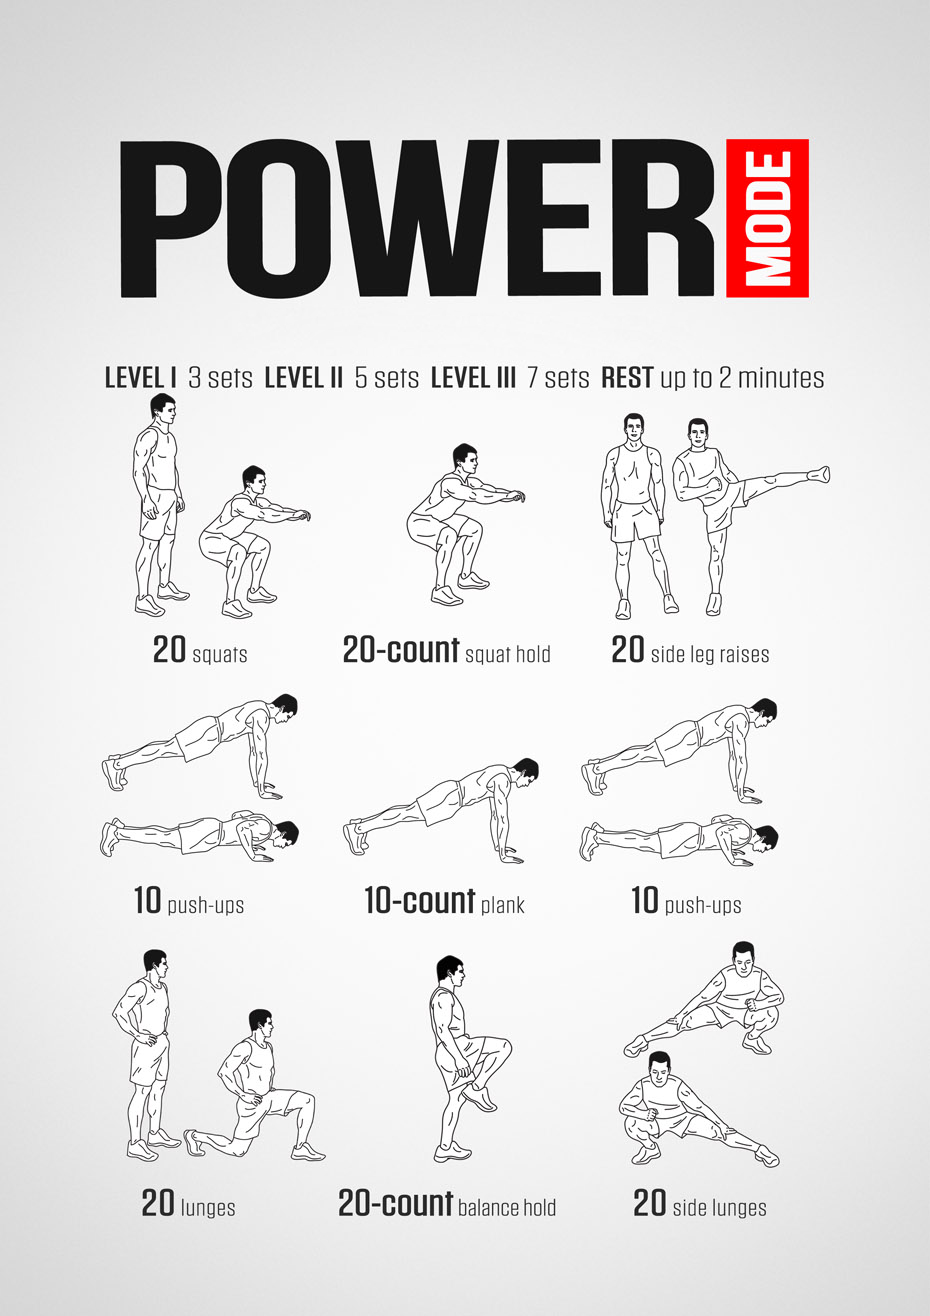 POWER MODE
LEVEL I 3 sets LEVEL II 5 sets LEVEL III 7 sets REST up to 2 minutes
20 squats
20-count squat hold
20 side leg raises
10 push-ups
10-count plank
10 push-ups
20 lunges
20-count balance hold
20 side lunges